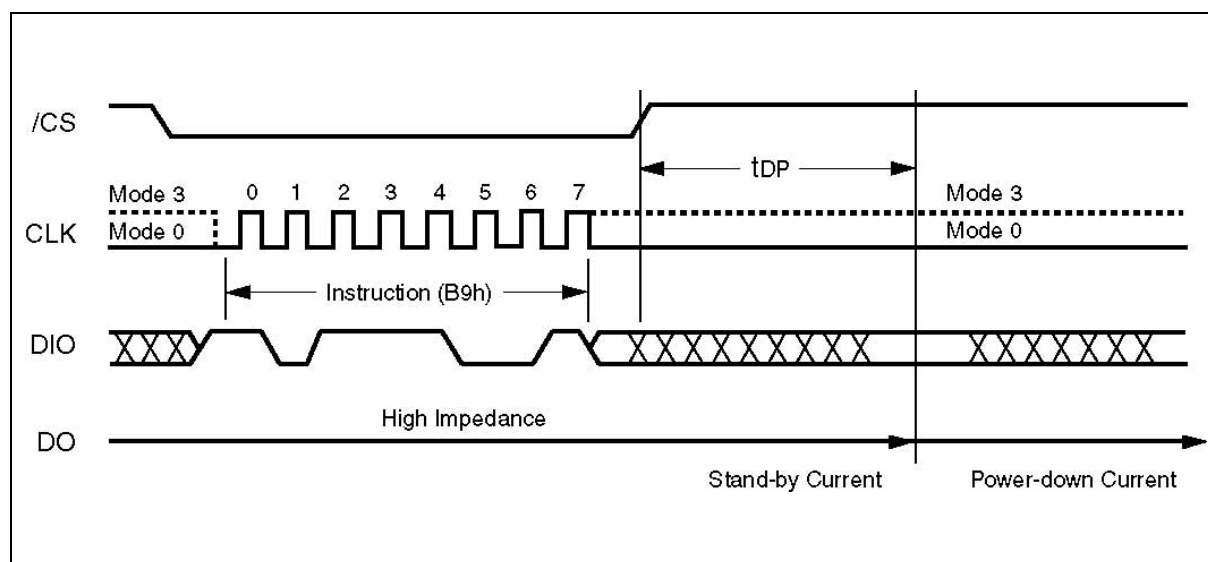 /CS
tDP
Mode 3 0 1 2 3 4 5 6 7 Mode 3
CLK Mode 0 Mode 0
Instruction (B9h)
DIO
High Impedance
DO
Stand-by Current Power-down Current